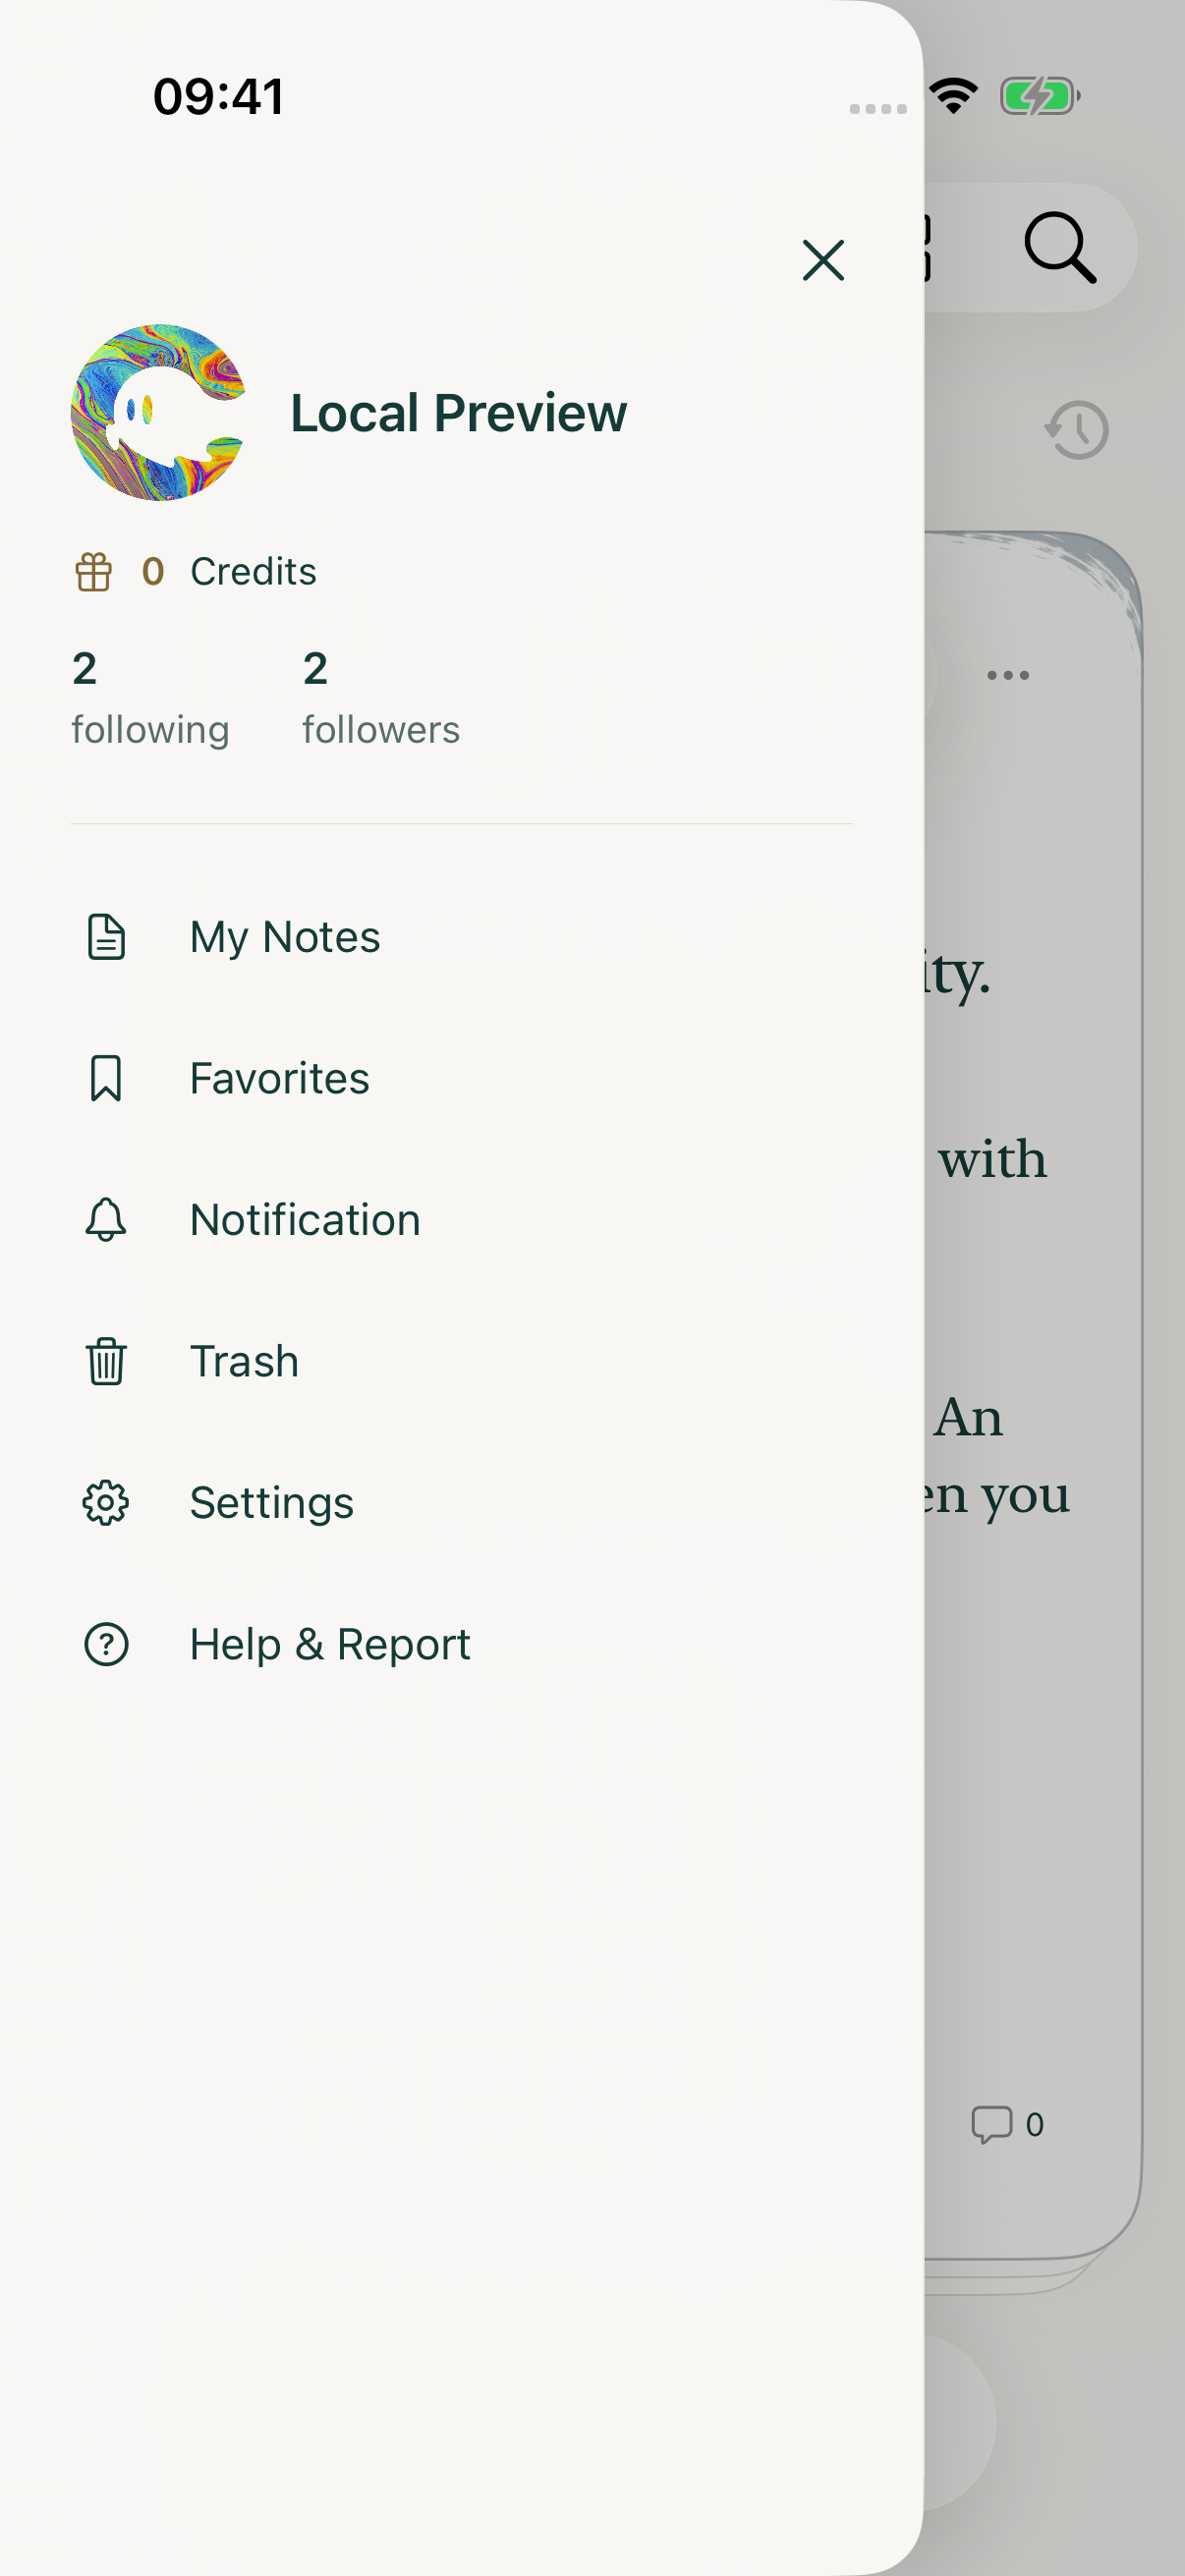 09:41
Local Preview
0 Credits
2 2
following followers
My Notes
ity.
Favorites
with
Notification
Trash
An
en you
Settings
Help & Report
0